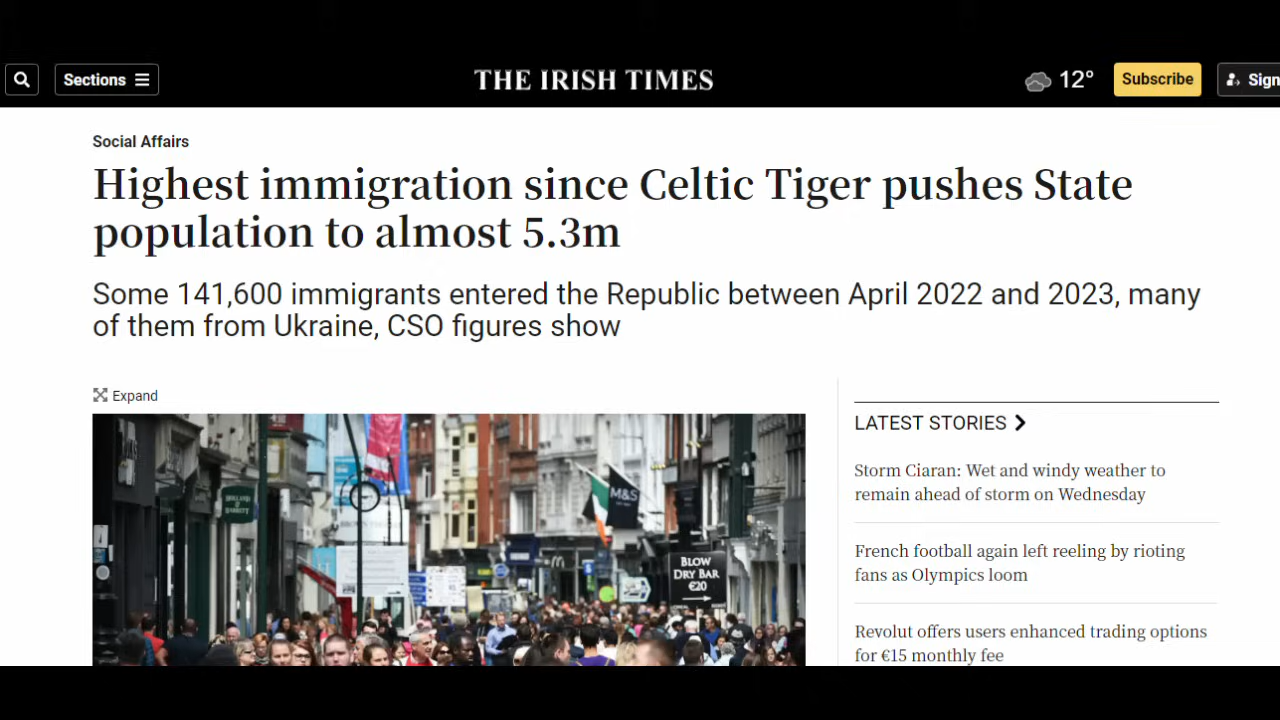 Sections
THE IRISH TIMES
12°
Subscribe
Sign
Social Affairs
Highest immigration since Celtic Tiger pushes State
population to almost 5.3m
Some 141,600 immigrants entered the Republic between April 2022 and 2023, many
of them from Ukraine, CSO figures show
Expand
HOLLAND
&
BARRETT
M&S
BLOW
DRY BAR
€20
LATEST STORIES
Storm Ciaran: Wet and windy weather to
remain ahead of storm on Wednesday
French football again left reeling by rioting
fans as Olympics loom
Revolut offers users enhanced trading options
for €15 monthly fee